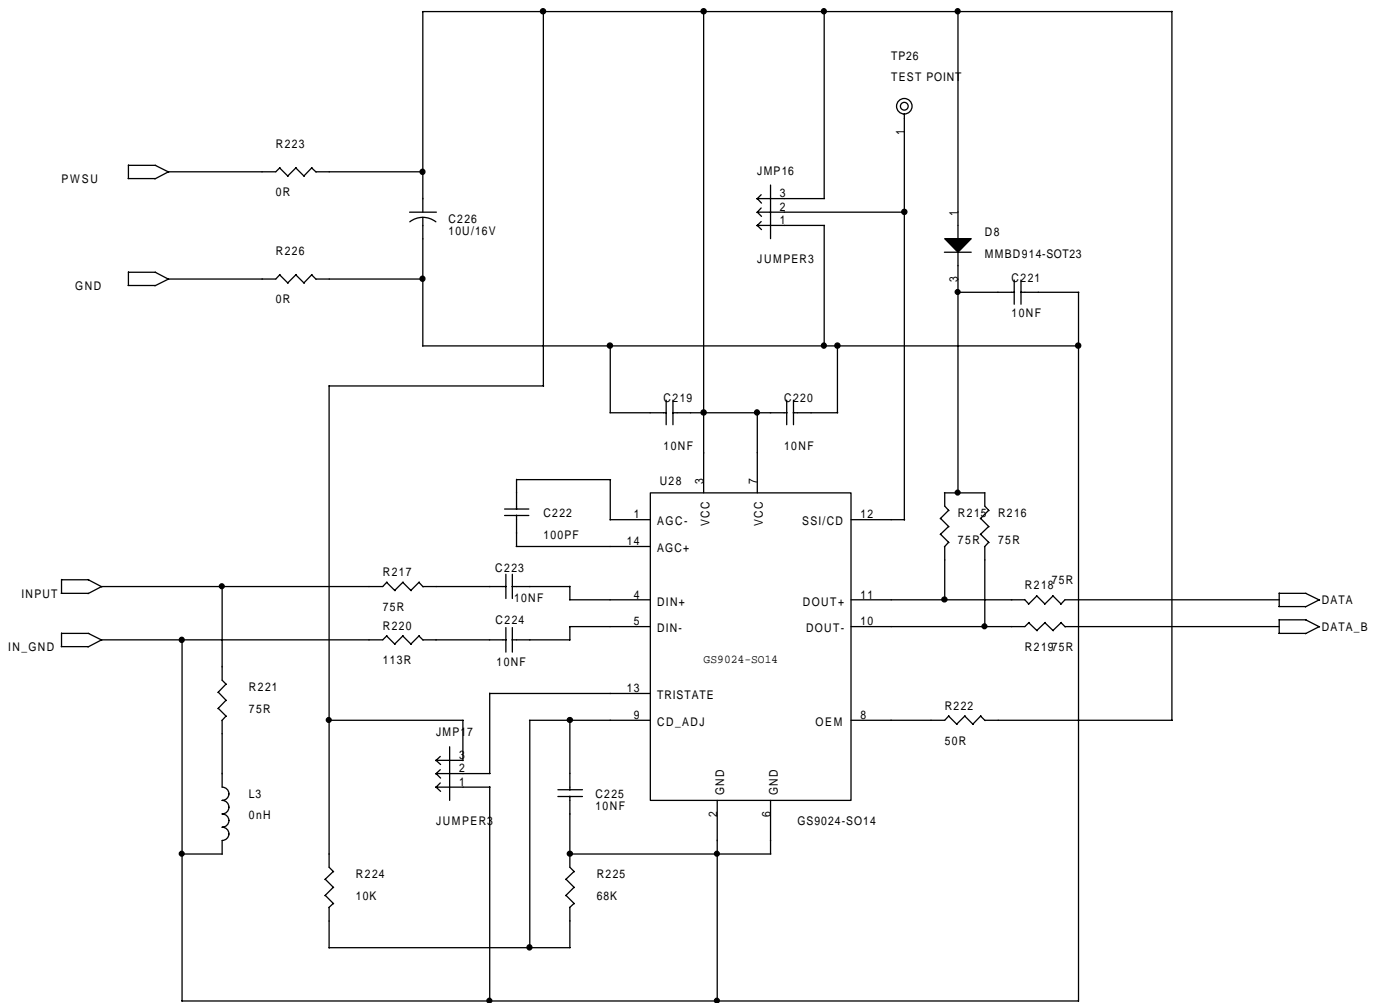 TP26
TEST POINT
1
R223
PWSU
0R
JMP16
3
2
1
C226
10U/16V
JUMPER3
1
D8
MMBD914-SOT23
3
R226
GND
0R
C221
10NF
C219
10NF
C220
10NF
U28
3
7
VCC
VCC
C222
100PF
1
AGC-
14
AGC+
SSI/CD
12
R215
75R
R216
75R
INPUT
R217
75R
C223
10NF
4
DIN+
DOUT+
11
R218
75R
DATA
IN_GND
R220
113R
C224
10NF
5
DIN-
DOUT-
10
R219
75R
DATA_B
GS9024-SO14
R221
75R
13
TRISTATE
9
CD_ADJ
OEM
8
R222
50R
JMP17
3
2
1
JUMPER3
L3
0nH
C225
10NF
GND
GND
2
6
GS9024-SO14
R224
10K
R225
68K